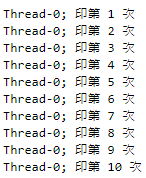 Thread-0; 印第 1 次
Thread-0; 印第 2 次
Thread-0; 印第 3 次
Thread-0; 印第 4 次
Thread-0; 印第 5 次
Thread-0; 印第 6 次
Thread-0; 印第 7 次
Thread-0; 印第 8 次
Thread-0; 印第 9 次
Thread-0; 印第 10 次